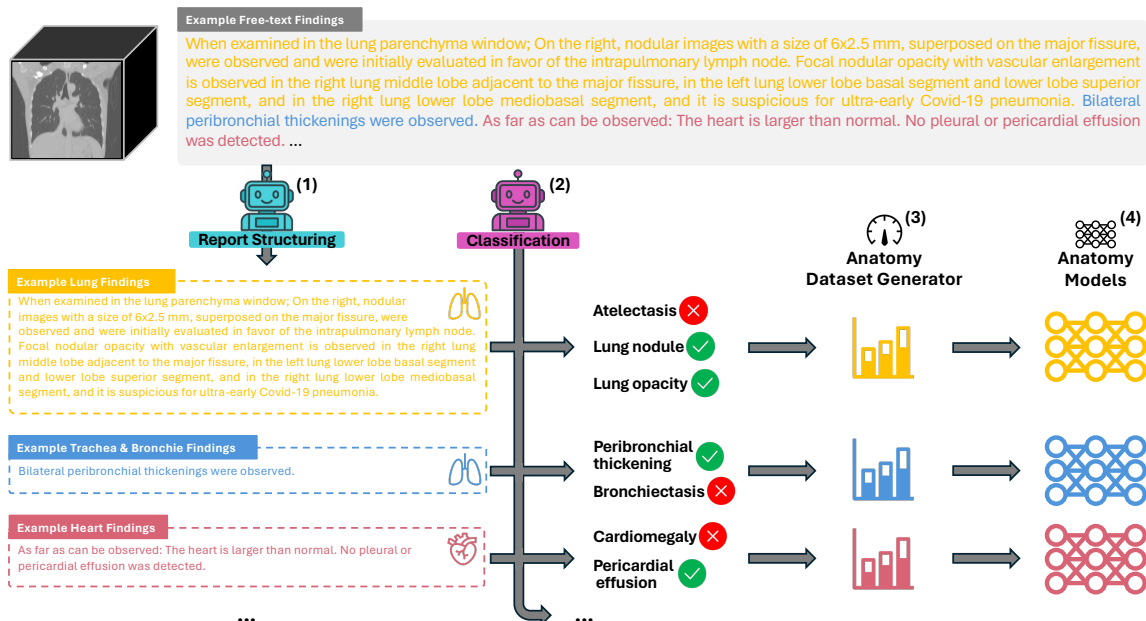 Example Free-text Findings
When examined in the lung parenchyma window; On the right, nodular images with a size of 6x2.5 mm, superposed on the major fissure,
were observed and were initially evaluated in favor of the intrapulmonary lymph node. Focal nodular opacity with vascular enlargement
is observed in the right lung middle lobe adjacent to the major fissure, in the left lung lower lobe basal segment and lower lobe superior
segment, and in the right lung lower lobe mediobasal segment, and it is suspicious for ultra-early Covid-19 pneumonia. Bilateral
peribronchial thickenings were observed. As far as can be observed: The heart is larger than normal. No pleural or pericardial effusion
was detected. ...
(1)
Report Structuring
(2)
Classification
(3)
Anatomy
Dataset Generator
(4)
Anatomy
Models
Example Lung Findings
When examined in the lung parenchyma window; On the right, nodular
images with a size of 6x2.5 mm, superposed on the major fissure, were
observed and were initially evaluated in favor of the intrapulmonary lymph node.
Focal nodular opacity with vascular enlargement is observed in the right lung
middle lobe adjacent to the major fissure, in the left lung lower lobe basal segment
and lower lobe superior segment, and in the right lung lower lobe mediobasal
segment, and it is suspicious for ultra-early Covid-19 pneumonia.
Atelectasis
Lung nodule
Lung opacity
Example Trachea & Bronchie Findings
Bilateral peribronchial thickenings were observed.
Peribronchial
thickening
Bronchiectasis
Example Heart Findings
As far as can be observed: The heart is larger than normal. No pleural or
pericardial effusion was detected.
Cardiomegaly
Pericardial
effusion
...
...